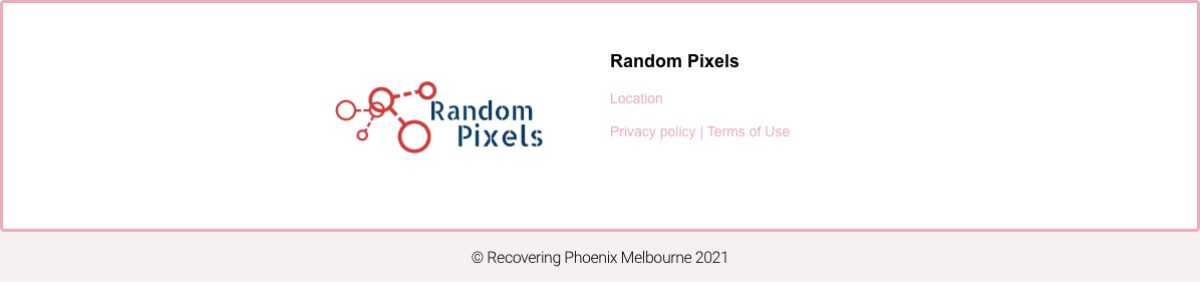 Random
Pixels
Random Pixels
Location
Privacy policy | Terms of Use
© Recovering Phoenix Melbourne 2021